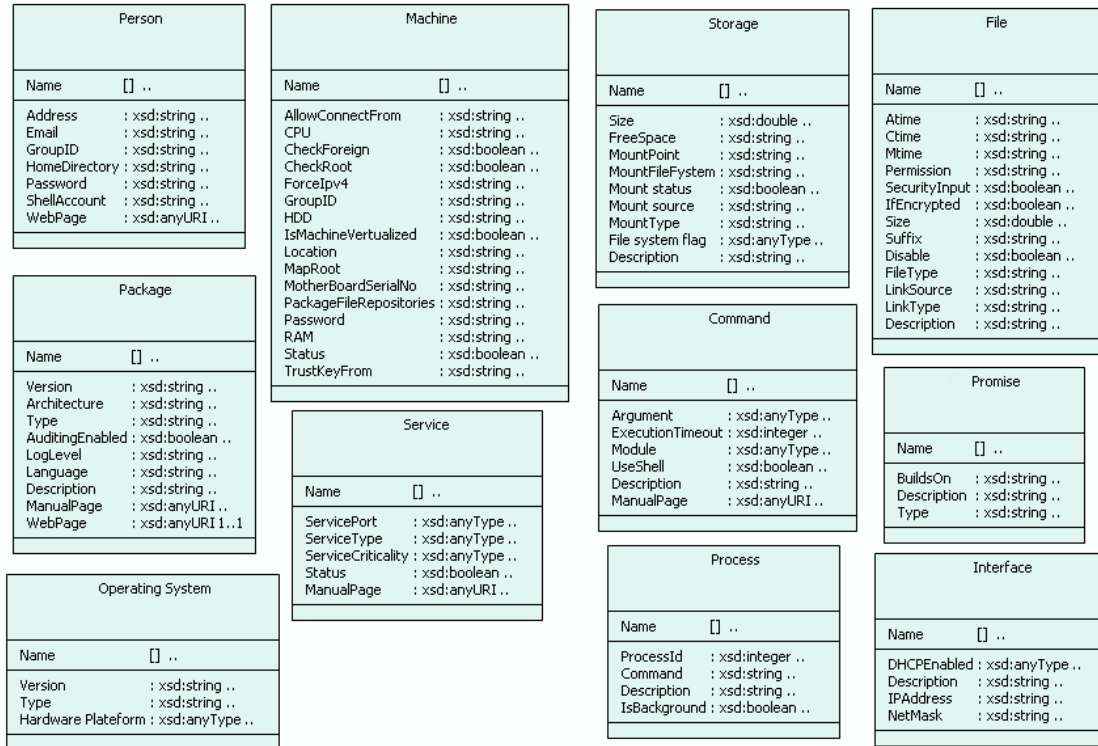 Person
Name [] ..
Address : xsd:string ..
Email : xsd:string ..
GroupID : xsd:string ..
HomeDirectory : xsd:string ..
Password : xsd:string ..
ShellAccount : xsd:string ..
WebPage : xsd:anyURI ..
Machine
Name [] ..
AllowConnectFrom : xsd:string ..
CPU : xsd:string ..
CheckForeign : xsd:boolean ..
CheckRoot : xsd:boolean ..
ForceIpv4 : xsd:string ..
GroupID : xsd:string ..
HDD : xsd:string ..
IsMachineVertualized : xsd:boolean ..
Location : xsd:string ..
MapRoot : xsd:string ..
MotherBoardSerialNo : xsd:string ..
PackageFileRepositories : xsd:string ..
Password : xsd:string ..
RAM : xsd:string ..
Status : xsd:boolean ..
TrustKeyFrom : xsd:string ..
Storage
Name [] ..
Size : xsd:double ..
FreeSpace : xsd:string ..
MountPoint : xsd:string ..
MountFileFystem : xsd:string ..
Mount status : xsd:boolean ..
Mount source : xsd:string ..
MountType : xsd:string ..
File system flag : xsd:anyType ..
Description : xsd:string ..
File
Name [] ..
Atime : xsd:string ..
Ctime : xsd:string ..
Mtime : xsd:string ..
Permission : xsd:string ..
SecurityInput : xsd:boolean ..
IfEncrypted : xsd:boolean ..
Size : xsd:double ..
Suffix : xsd:string ..
Disable : xsd:boolean ..
FileType : xsd:string ..
LinkSource : xsd:string ..
LinkType : xsd:string ..
Description : xsd:string ..
Package
Name [] ..
Version : xsd:string ..
Architecture : xsd:string ..
Type : xsd:string ..
AuditingEnabled : xsd:boolean ..
LogLevel : xsd:string ..
Language : xsd:string ..
Description : xsd:string ..
ManualPage : xsd:anyURI ..
WebPage : xsd:anyURI 1..1
Service
Name [] ..
ServicePort : xsd:anyType ..
ServiceType : xsd:anyType ..
ServiceCriticality : xsd:anyType ..
Status : xsd:boolean ..
ManualPage : xsd:anyURI ..
Command
Name [] ..
Argument : xsd:anyType ..
ExecutionTimeout : xsd:integer ..
Module : xsd:anyType ..
UseShell : xsd:boolean ..
Description : xsd:string ..
ManualPage : xsd:anyURI ..
Promise
Name [] ..
BuildsOn : xsd:string ..
Description : xsd:string ..
Type : xsd:string ..
Operating System
Name [] ..
Version : xsd:string ..
Type : xsd:string ..
Hardware Plateform : xsd:anyType ..
Process
Name [] ..
ProcessId : xsd:integer ..
Command : xsd:string ..
Description : xsd:string ..
IsBackground : xsd:boolean ..
Interface
Name [] ..
DHCPEnabled : xsd:anyType ..
Description : xsd:string ..
IPAddress : xsd:string ..
NetMask : xsd:string ..